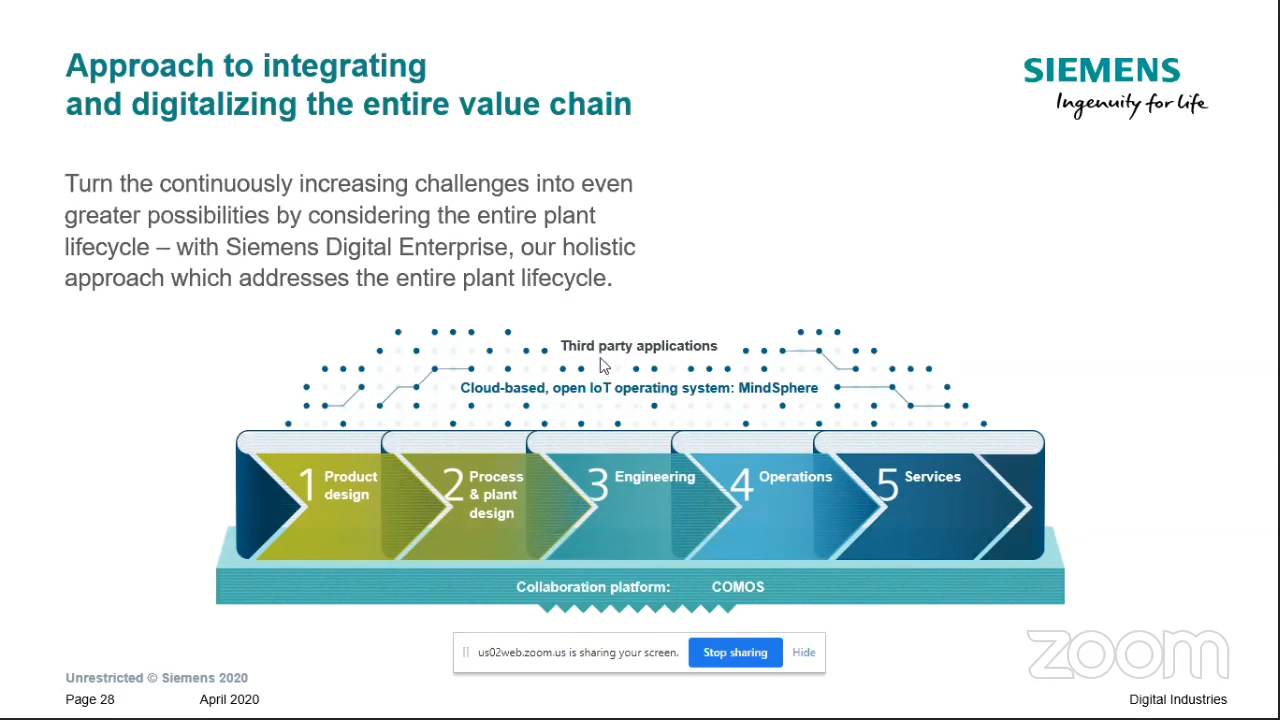 Approach to integrating
and digitalizing the entire value chain
SIEMENS
Ingenuity for life
Turn the continuously increasing challenges into even
greater possibilities by considering the entire plant
lifecycle – with Siemens Digital Enterprise, our holistic
approach which addresses the entire plant lifecycle.
Third party applications
Cloud-based, open IoT operating system: MindSphere
1 Product
design
2 Process
& plant
design
3 Engineering
4 Operations
5 Services
Collaboration platform: COMOS
us02web.zoom.us is sharing your screen.
Stop sharing
Hide
zoom
Unrestricted © Siemens 2020
Page 28
April 2020
Digital Industries